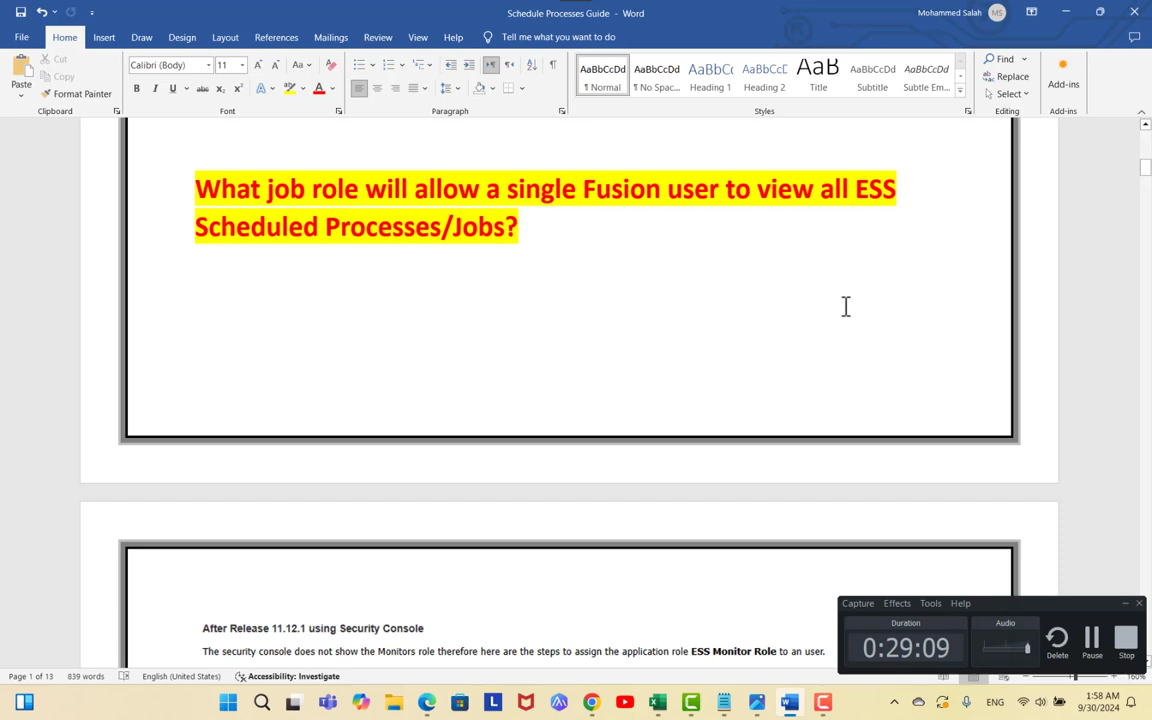 Schedule Processes Guide - Word
Mohammed Salah
MS
File Home Insert Draw Design Layout References Mailings Review View Help Tell me what you want to do
Paste
Cut
Copy
Format Painter
Clipboard
Calibri (Body) 11
Font
Paragraph
AaBbCcDd AaBbCcDd AaBbCc AaBbCcD AaB AaBbCcDd AaBbCcDd
¶ Normal ¶ No Spac... Heading 1 Heading 2 Title Subtitle Subtle Em...
Styles
Find
Replace
Select
Editing
Add-ins
Add-ins
What job role will allow a single Fusion user to view all ESS
Scheduled Processes/Jobs?
After Release 11.12.1 using Security Console
The security console does not show the Monitors role therefore here are the steps to assign the application role ESS Monitor Role to an user.
Capture Effects Tools Help
Duration
0:29:09
Audio
Delete
Pause
Stop
Page 1 of 13 839 words English (United States) Accessibility: Investigate
160%
ENG
1:58 AM
9/30/2024